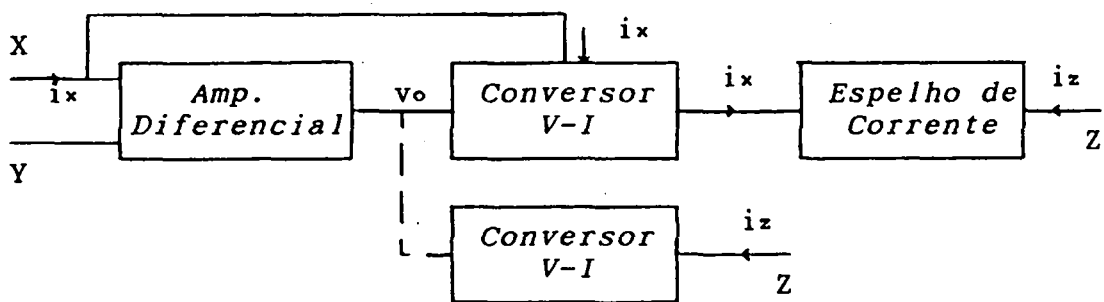 X
ix
Y
Amp.
Diferencial
vo
ix
Conversor
V-I
ix
Espelho de
Corrente
iz
Z
Conversor
V-I
iz
Z